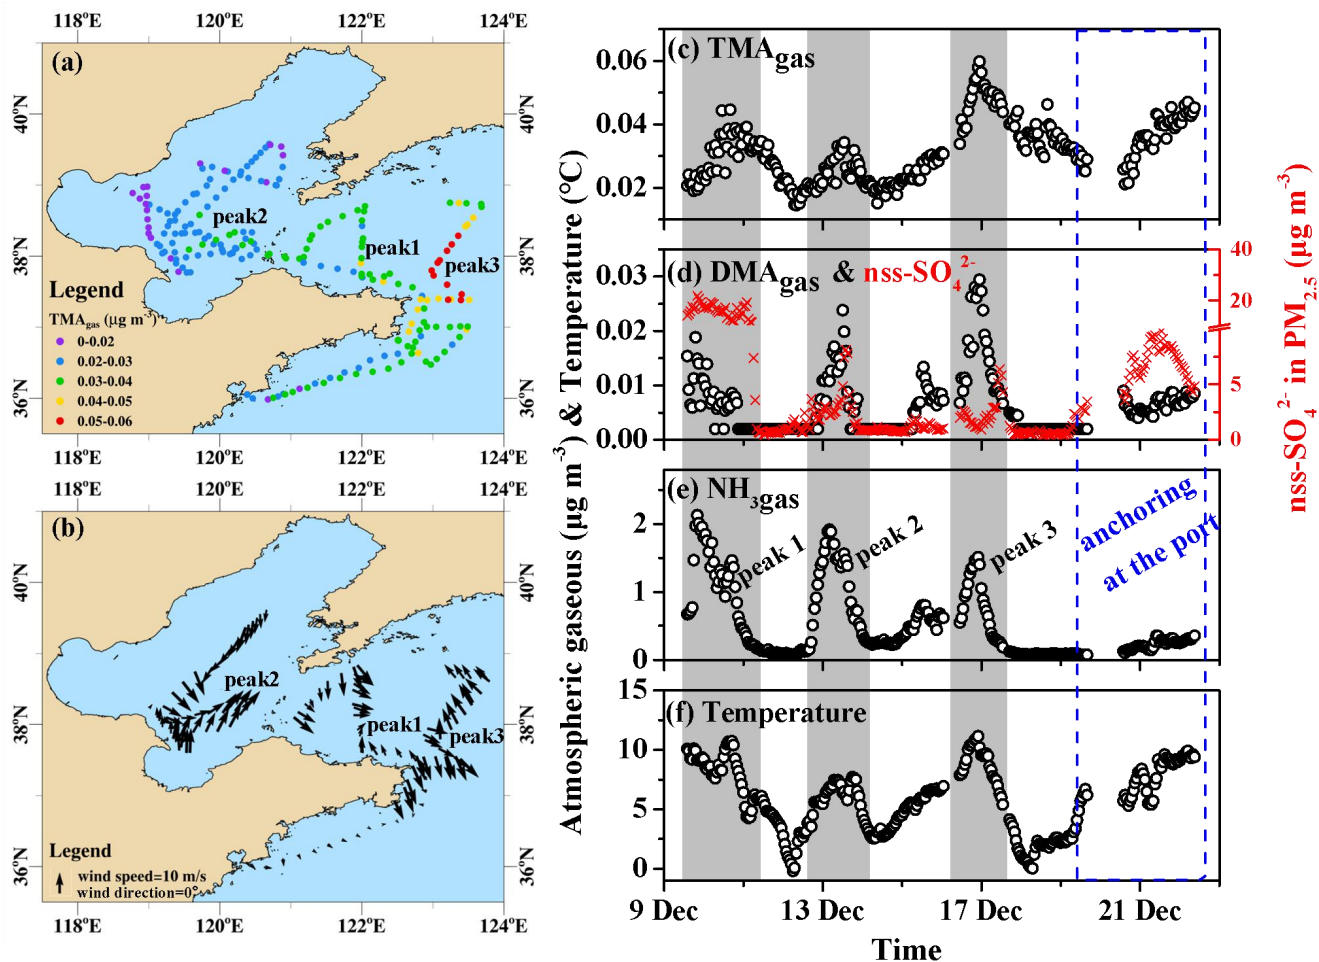 118°E 120°E 122°E 124°E
(a)
40°N
38°N
36°N
peak2
peak1
peak3
Legend
TMAgas (µg m-3)
0-0.02
0.02-0.03
0.03-0.04
0.04-0.05
0.05-0.06
40°N
38°N
36°N
118°E 120°E 122°E 124°E
(b)
40°N
38°N
36°N
peak2
peak1
peak3
Legend
wind speed=10 m/s
wind direction=0°
40°N
38°N
36°N
118°E 120°E 122°E 124°E
Atmospheric gaseous (µg m-3) & Temperature (°C)
(c) TMAgas
0.06
0.04
0.02
(d) DMAgas & nss-SO42-
0.03
0.02
0.01
0.00
40
20
5
0
nss-SO42- in PM2.5 (µg m-3)
(e) NH3gas
2
1
0
peak 1
peak 2
peak 3
anchoring
at the port
(f) Temperature
15
10
5
0
9 Dec 13 Dec 17 Dec 21 Dec
Time